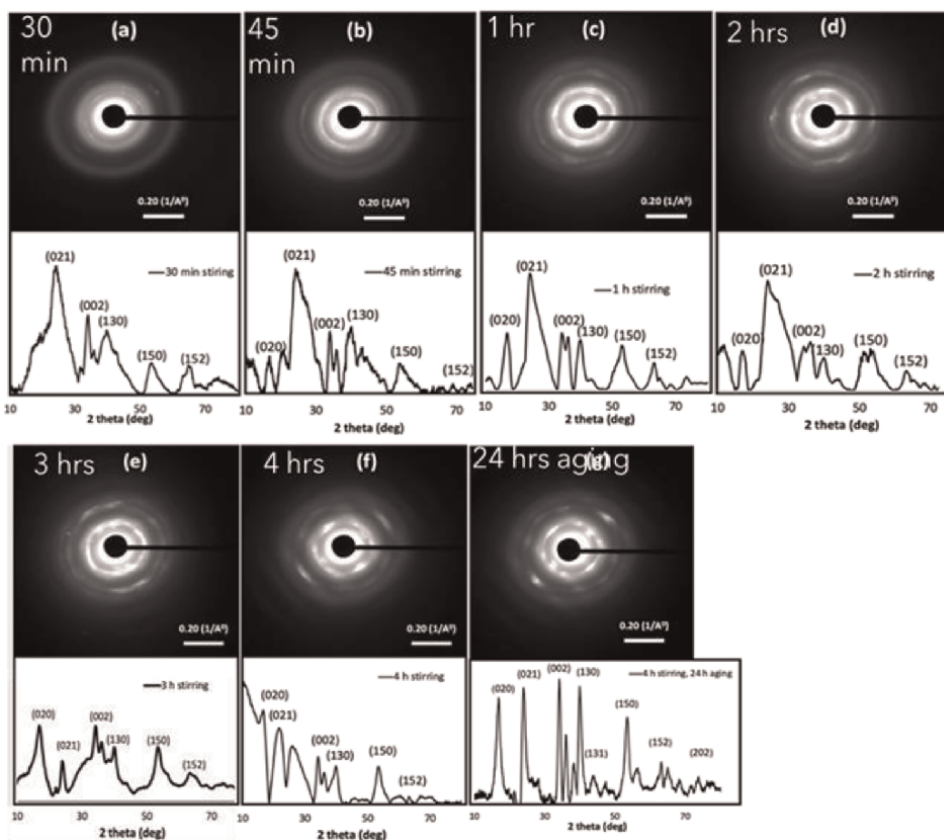 30 min
(a)
0.20 (1/Aº)
(021)
(002)
(130)
(150)
(152)
30 min stiring
10 30 50 70
2 theta (deg)
45 min
(b)
0.20 (1/Aº)
(021)
(020)
(002)
(130)
(150)
(152)
45 min stirring
10 30 50 70
2 theta (deg)
1 hr
(c)
0.20 (1/Aº)
(020)
(021)
(002)
(130)
(150)
(152)
1 h stirring
10 30 50 70
2 theta (deg)
2 hrs
(d)
0.20 (1/Aº)
(020)
(021)
(002)
(130)
(150)
(152)
2 h stirring
10 30 50 70
2 theta (deg)
3 hrs
(e)
0.20 (1/Aº)
(020)
(021)
(002)
(130)
(150)
(152)
3 h stirring
10 30 50 70
2 theta (deg)
4 hrs
(f)
0.20 (1/Aº)
(020)
(021)
(002)
(130)
(150)
(152)
4 h stirring
10 30 50 70
2 theta (deg)
24 hrs aging
(g)
0.20 (1/Aº)
(020)
(021)
(002)
(130)
(131)
(150)
(152)
(202)
4 h stirring, 24 h aging
10 30 50 70
2 theta (deg)